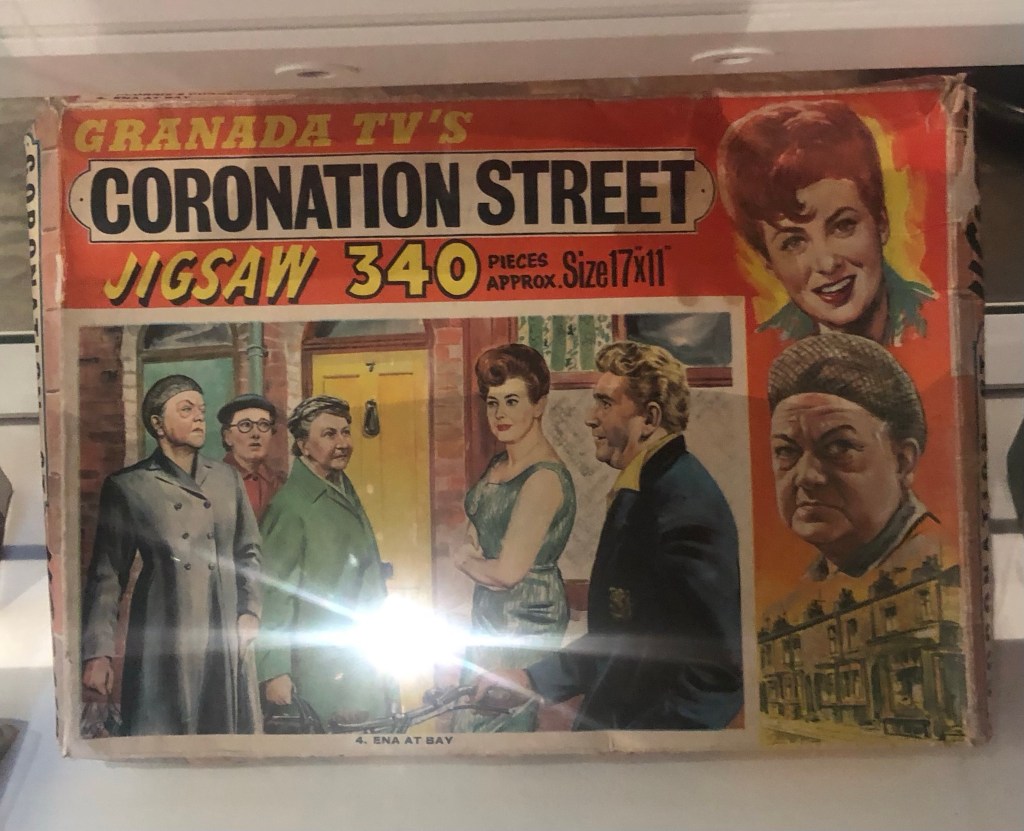 GRANADA TV'S
CORONATION STREET
JIGSAW 340 PIECES APPROX. Size 17"x11"
7
4. ENA AT BAY